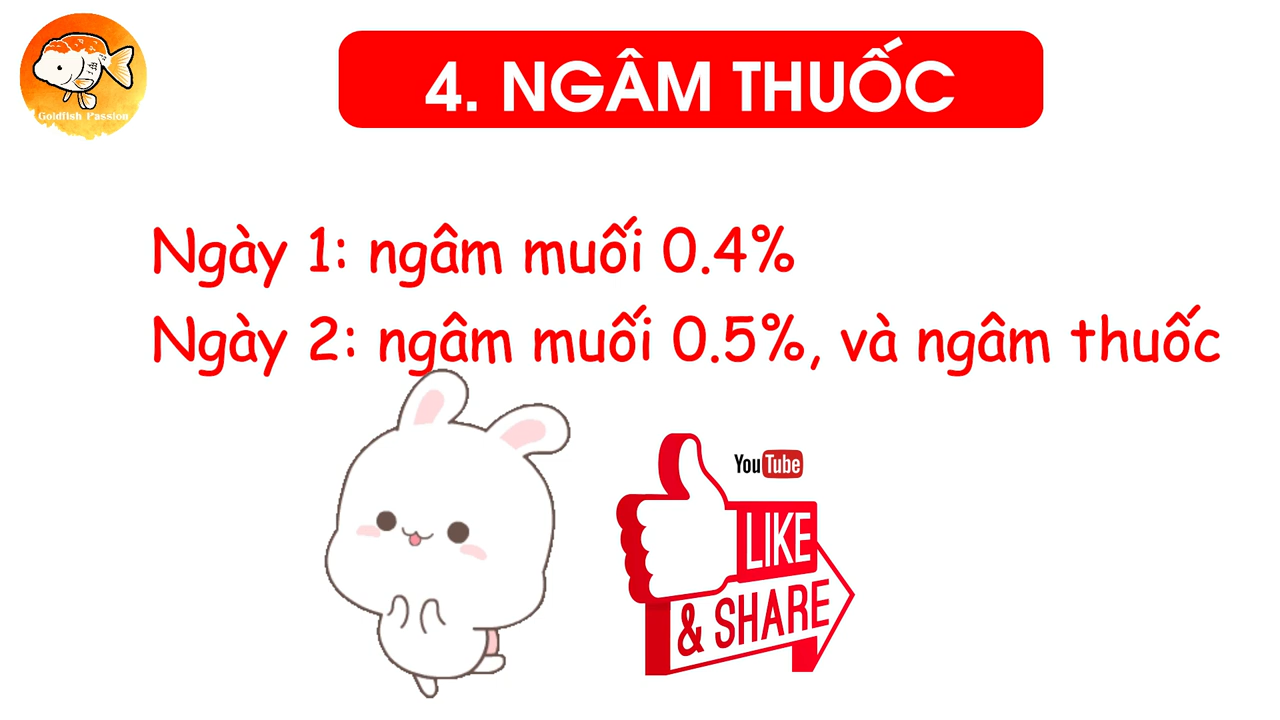 Goldfish Passion
4. NGÂM THUỐC
Ngày 1: ngâm muối 0.4%
Ngày 2: ngâm muối 0.5%, và ngâm thuốc
YouTube
LIKE
& SHARE